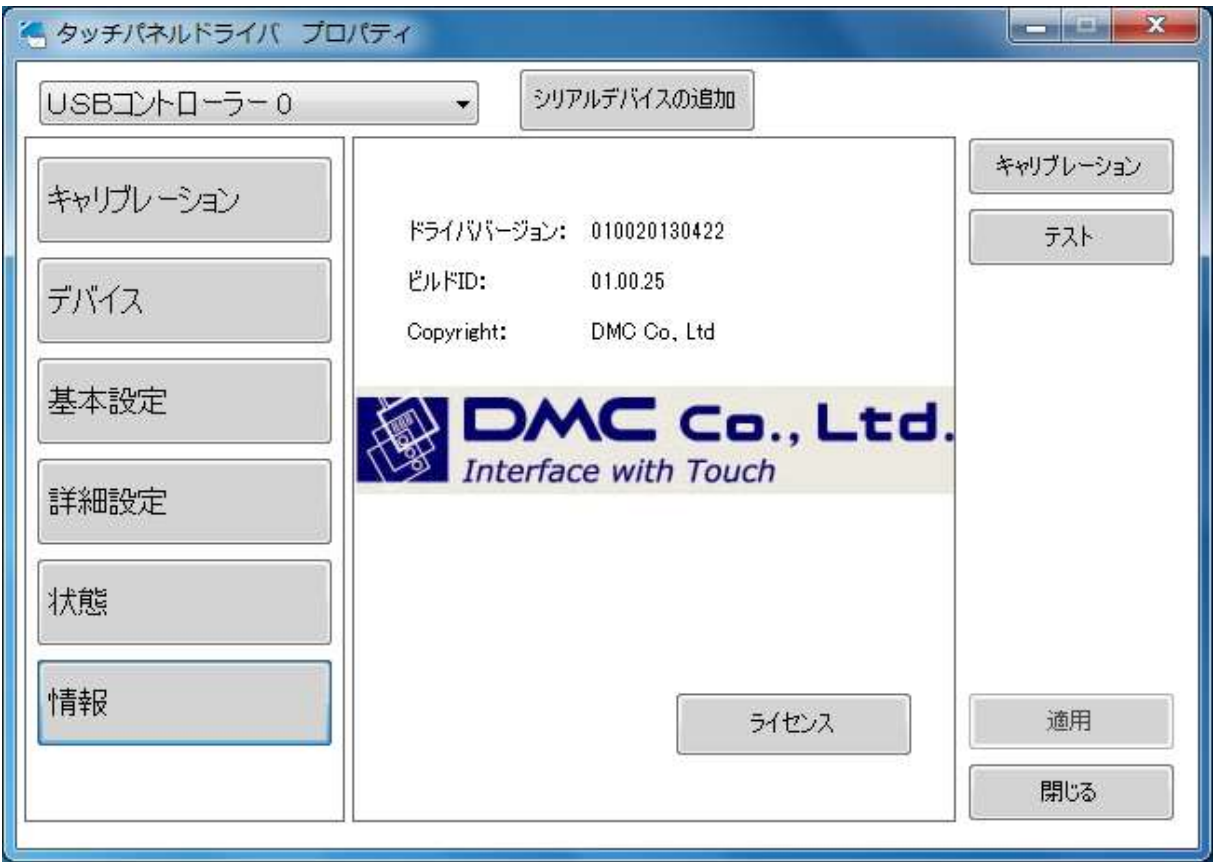 タッチパネルドライバ プロパティ
USBコントローラー 0
シリアルデバイスの追加
キャリブレーション
デバイス
基本設定
詳細設定
状態
情報
ドライババージョン: 010020130422
ビルドID: 01.00.25
Copyright: DMC Co, Ltd
DMC Co., Ltd.
Interface with Touch
ライセンス
キャリブレーション
テスト
適用
閉じる